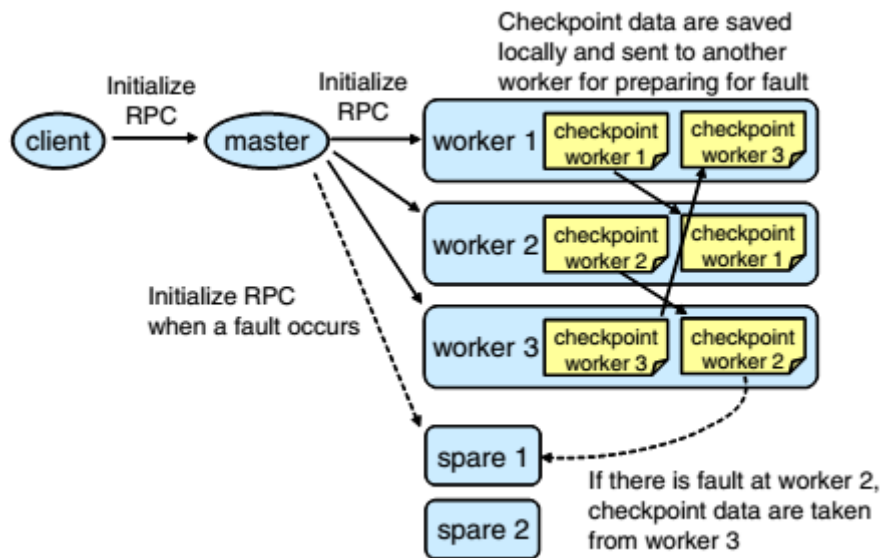 Checkpoint data are saved
locally and sent to another
worker for preparing for fault
Initialize
RPC
Initialize
RPC
client
master
worker 1
checkpoint
worker 1
checkpoint
worker 3
worker 2
checkpoint
worker 2
checkpoint
worker 1
Initialize RPC
when a fault occurs
worker 3
checkpoint
worker 3
checkpoint
worker 2
spare 1
If there is fault at worker 2,
checkpoint data are taken
from worker 3
spare 2